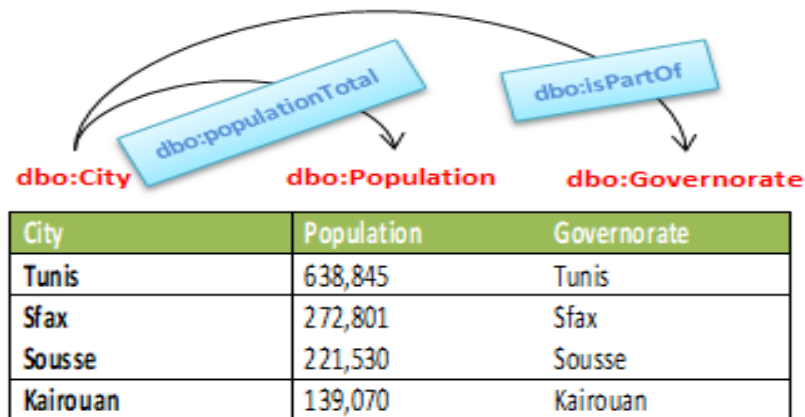 dbo:populationTotal
dbo:isPartOf
dbo:City dbo:Population dbo:Governorate
City Population Governorate
Tunis 638,845 Tunis
Sfax 272,801 Sfax
Sousse 221,530 Sousse
Kairouan 139,070 Kairouan